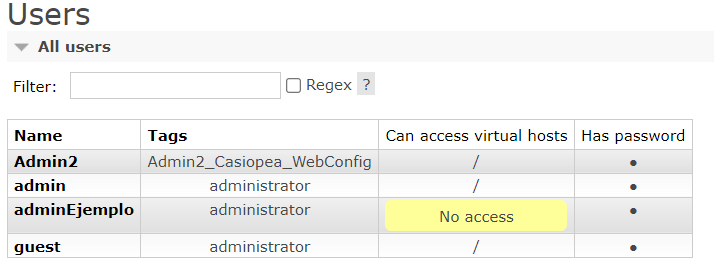 Users
All users
Filter: Regex ?
Name Tags Can access virtual hosts Has password
Admin2 Admin2_Casiopea_WebConfig / ●
admin administrator / ●
adminEjemplo administrator No access ●
guest administrator / ●